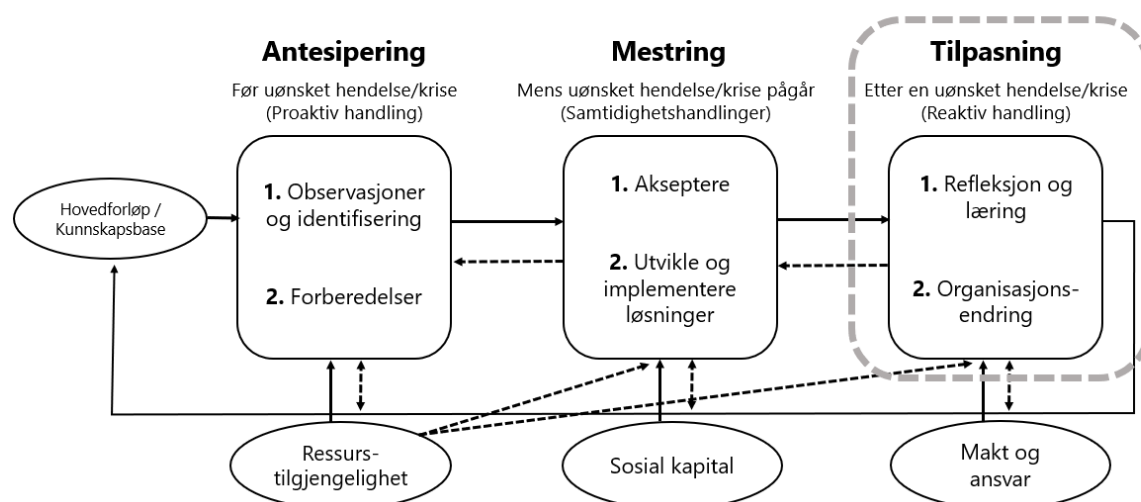 Antesipering
Før uønsket hendelse/krise
(Proaktiv handling)
Mestring
Mens uønsket hendelse/krise pågår
(Samtidighetshandlinger)
Tilpasning
Etter en uønsket hendelse/krise
(Reaktiv handling)
Hovedforløp /
Kunnskapsbase
1. Observasjoner
og identifisering
2. Forberedelser
1. Akseptere
2. Utvikle og
implementere
løsninger
1. Refleksjon og
læring
2. Organisasjons-
endring
Ressurs-
tilgjengelighet
Sosial kapital
Makt og
ansvar